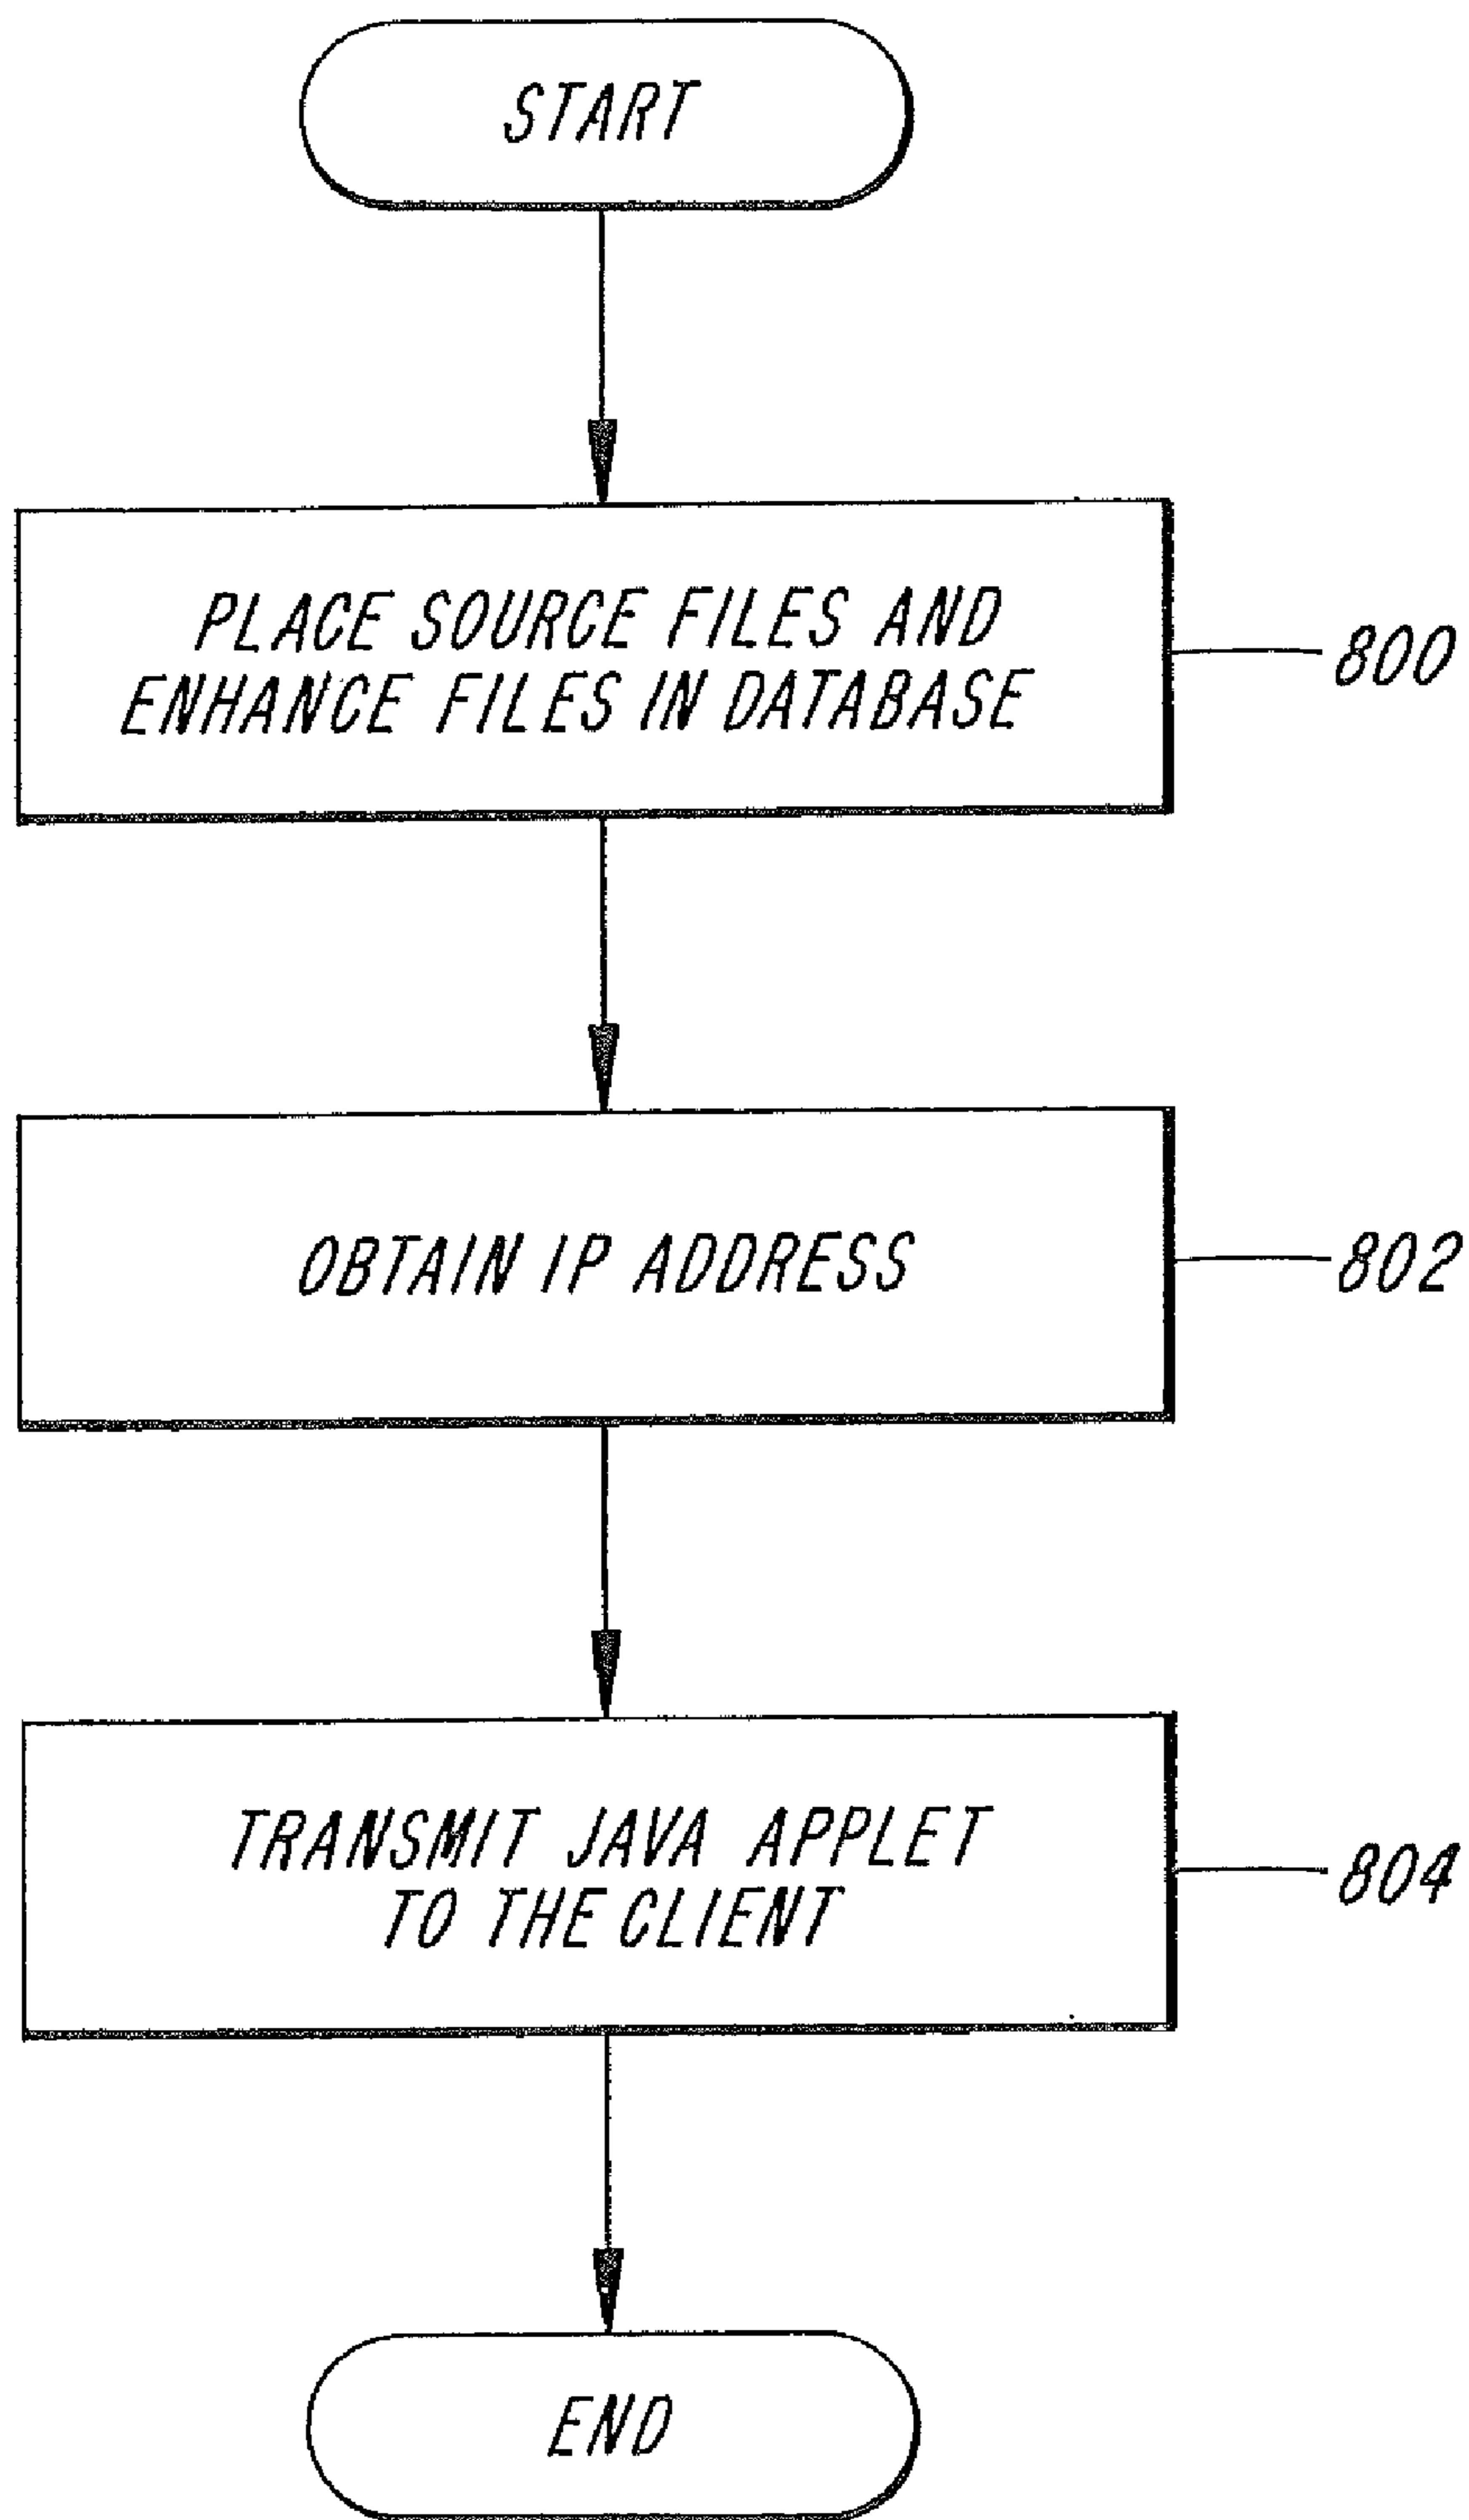 START
PLACE SOURCE FILES AND
ENHANCE FILES IN DATABASE
800
OBTAIN IP ADDRESS
802
TRANSMIT JAVA APPLET
TO THE CLIENT
804
END